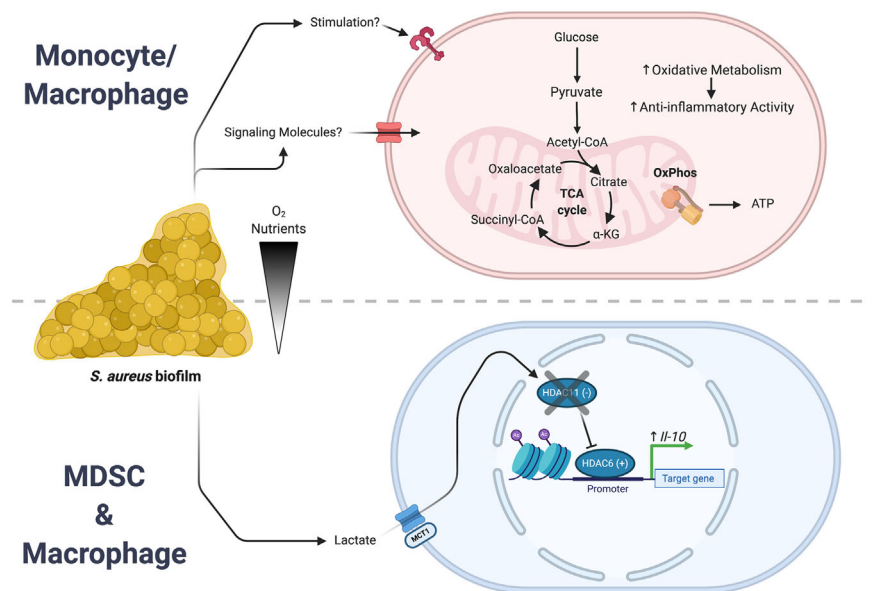 Monocyte/
Macrophage
Stimulation?
Signaling Molecules?
Glucose
Pyruvate
Acetyl-CoA
Oxaloacetate
Citrate
TCA
cycle
Succinyl-CoA
α-KG
↑ Oxidative Metabolism
↑ Anti-inflammatory Activity
OxPhos
ATP
O₂
Nutrients
S. aureus biofilm
MDSC
&
Macrophage
Lactate
MCT1
HDAC11 (-)
Ac
Ac
HDAC6 (+)
Promoter
↑ Il-10
Target gene